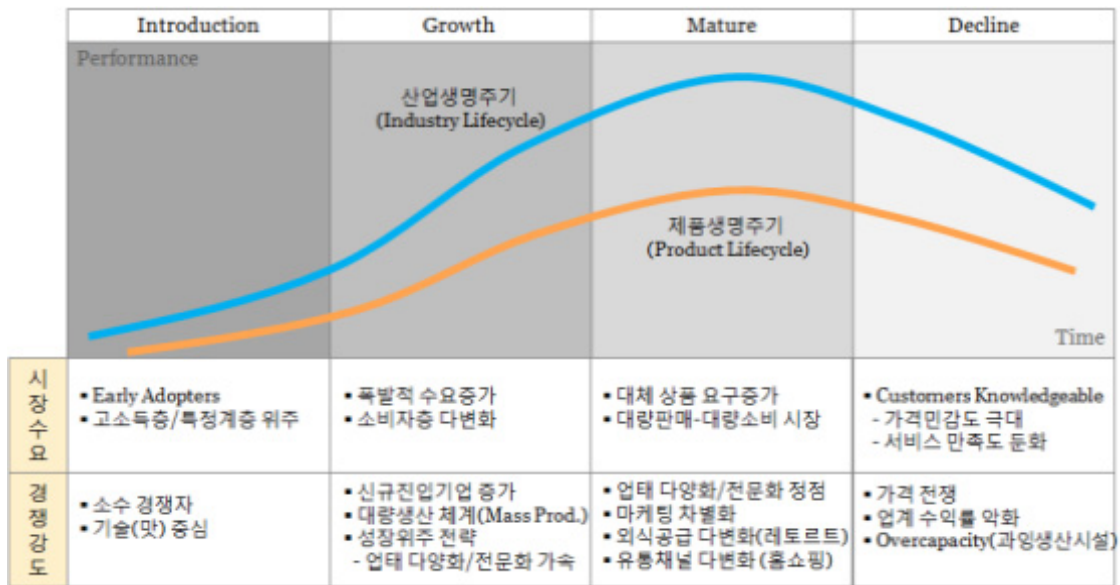 Introduction
Growth
Mature
Decline
Performance
산업생명주기
(Industry Lifecycle)
제품생명주기
(Product Lifecycle)
Time
시장수요
▪ Early Adopters
▪ 고소득층/특정계층 위주
▪ 폭발적 수요증가
▪ 소비자층 다변화
▪ 대체 상품 요구증가
▪ 대량판매-대량소비 시장
▪ Customers Knowledgeable
- 가격민감도 극대
- 서비스 만족도 둔화
경쟁강도
▪ 소수 경쟁자
▪ 기술(맛) 중심
▪ 신규진입기업 증가
▪ 대량생산 체계(Mass Prod.)
▪ 성장위주 전략
- 업태 다양화/전문화 가속
▪ 업태 다양화/전문화 정점
▪ 마케팅 차별화
▪ 외식공급 다변화(레토르트)
▪ 유통채널 다변화 (홈쇼핑)
▪ 가격 전쟁
▪ 업계 수익률 악화
▪ Overcapacity(과잉생산시설)